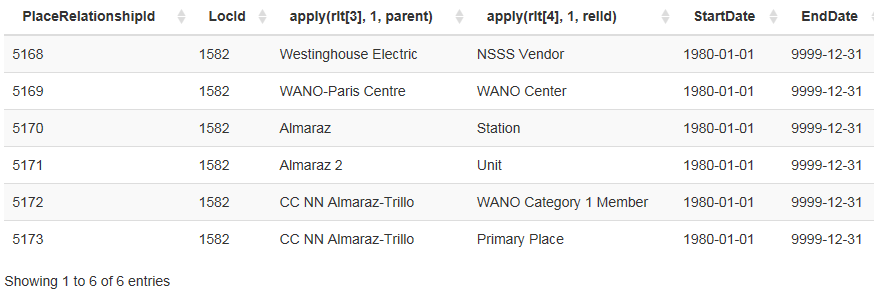 PlaceRelationshipId LocId apply(rlt[3], 1, parent) apply(rlt[4], 1, relId) StartDate EndDate
5168 1582 Westinghouse Electric NSSS Vendor 1980-01-01 9999-12-31
5169 1582 WANO-Paris Centre WANO Center 1980-01-01 9999-12-31
5170 1582 Almaraz Station 1980-01-01 9999-12-31
5171 1582 Almaraz 2 Unit 1980-01-01 9999-12-31
5172 1582 CC NN Almaraz-Trillo WANO Category 1 Member 1980-01-01 9999-12-31
5173 1582 CC NN Almaraz-Trillo Primary Place 1980-01-01 9999-12-31
Showing 1 to 6 of 6 entries